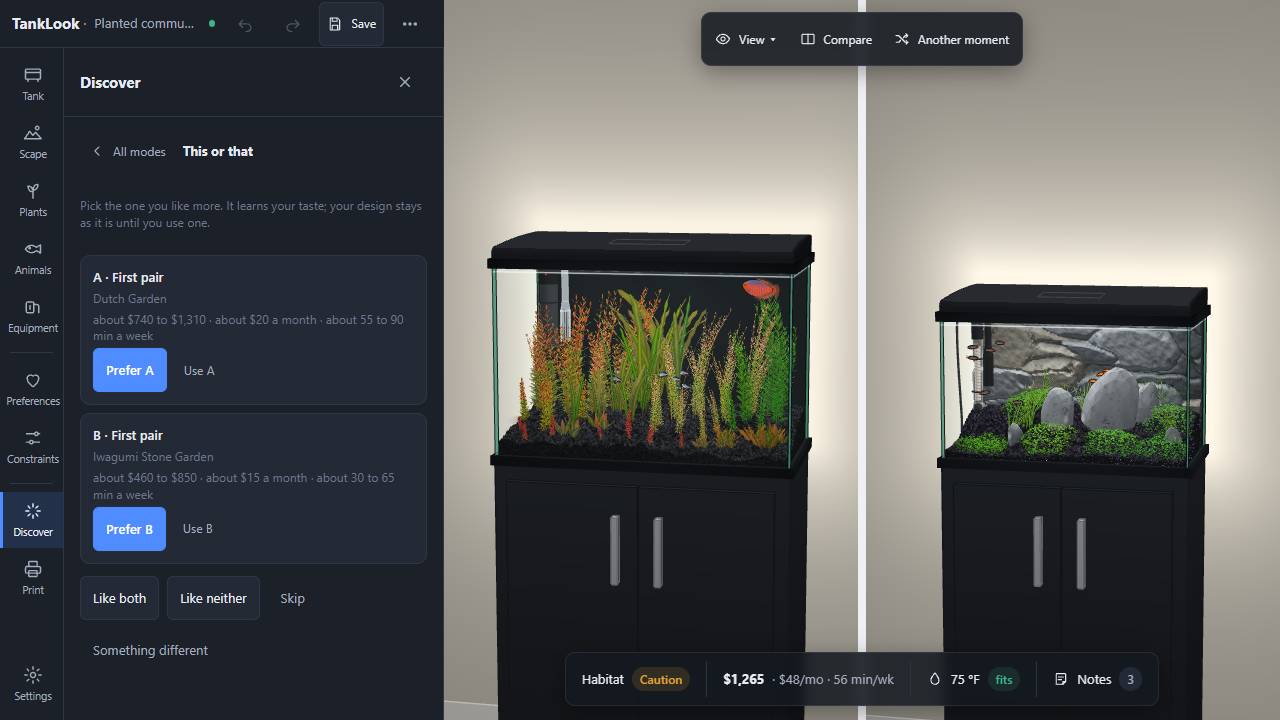 TankLook · Planted commu...
Save
View
Compare
Another moment
Tank
Scape
Plants
Animals
Equipment
Preferences
Constraints
Discover
Print
Settings
Discover
All modes
This or that
Pick the one you like more. It learns your taste; your design stays
as it is until you use one.
A · First pair
Dutch Garden
about $740 to $1,310 · about $20 a month · about 55 to 90
min a week
Prefer A
Use A
B · First pair
Iwagumi Stone Garden
about $460 to $850 · about $15 a month · about 30 to 65
min a week
Prefer B
Use B
Like both
Like neither
Skip
Something different
Habitat
Caution
$1,265 · $48/mo · 56 min/wk
75 °F
fits
Notes
3